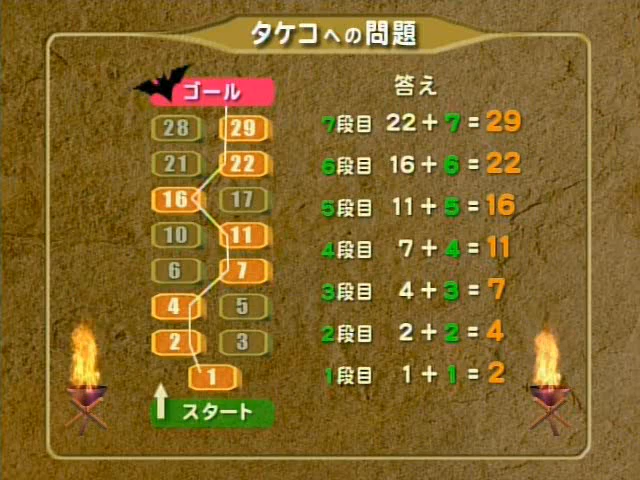 タケコへの問題
ゴール
28 29
21 22
16 17
10 11
6 7
4 5
2 3
1
スタート
答え
7段目 22+7=29
6段目 16+6=22
5段目 11+5=16
4段目 7+4=11
3段目 4+3=7
2段目 2+2=4
1段目 1+1=2